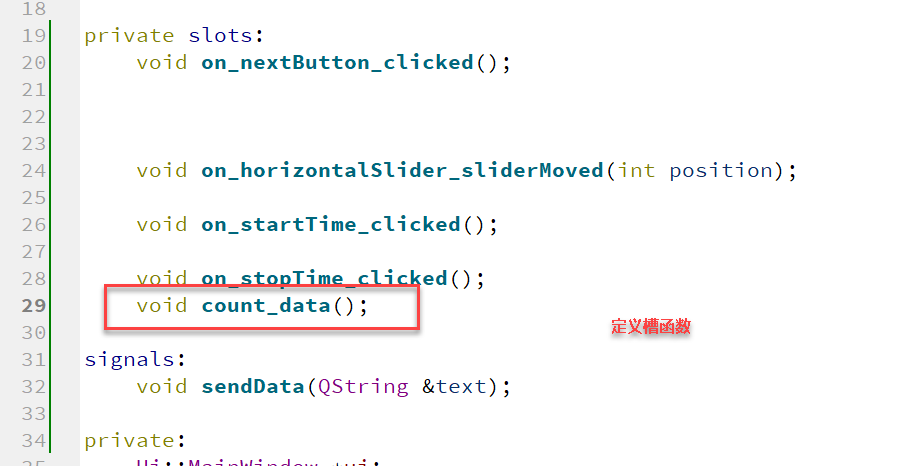 18
19 private slots:
20 void on_nextButton_clicked();
21
22
23
24 void on_horizontalSlider_sliderMoved(int position);
25
26 void on_startTime_clicked();
27
28 void on_stopTime_clicked();
29 void count_data();
定义槽函数
30
31 signals:
32 void sendData(QString &text);
33
34 private:
35 Ui::MainWindow *ui;